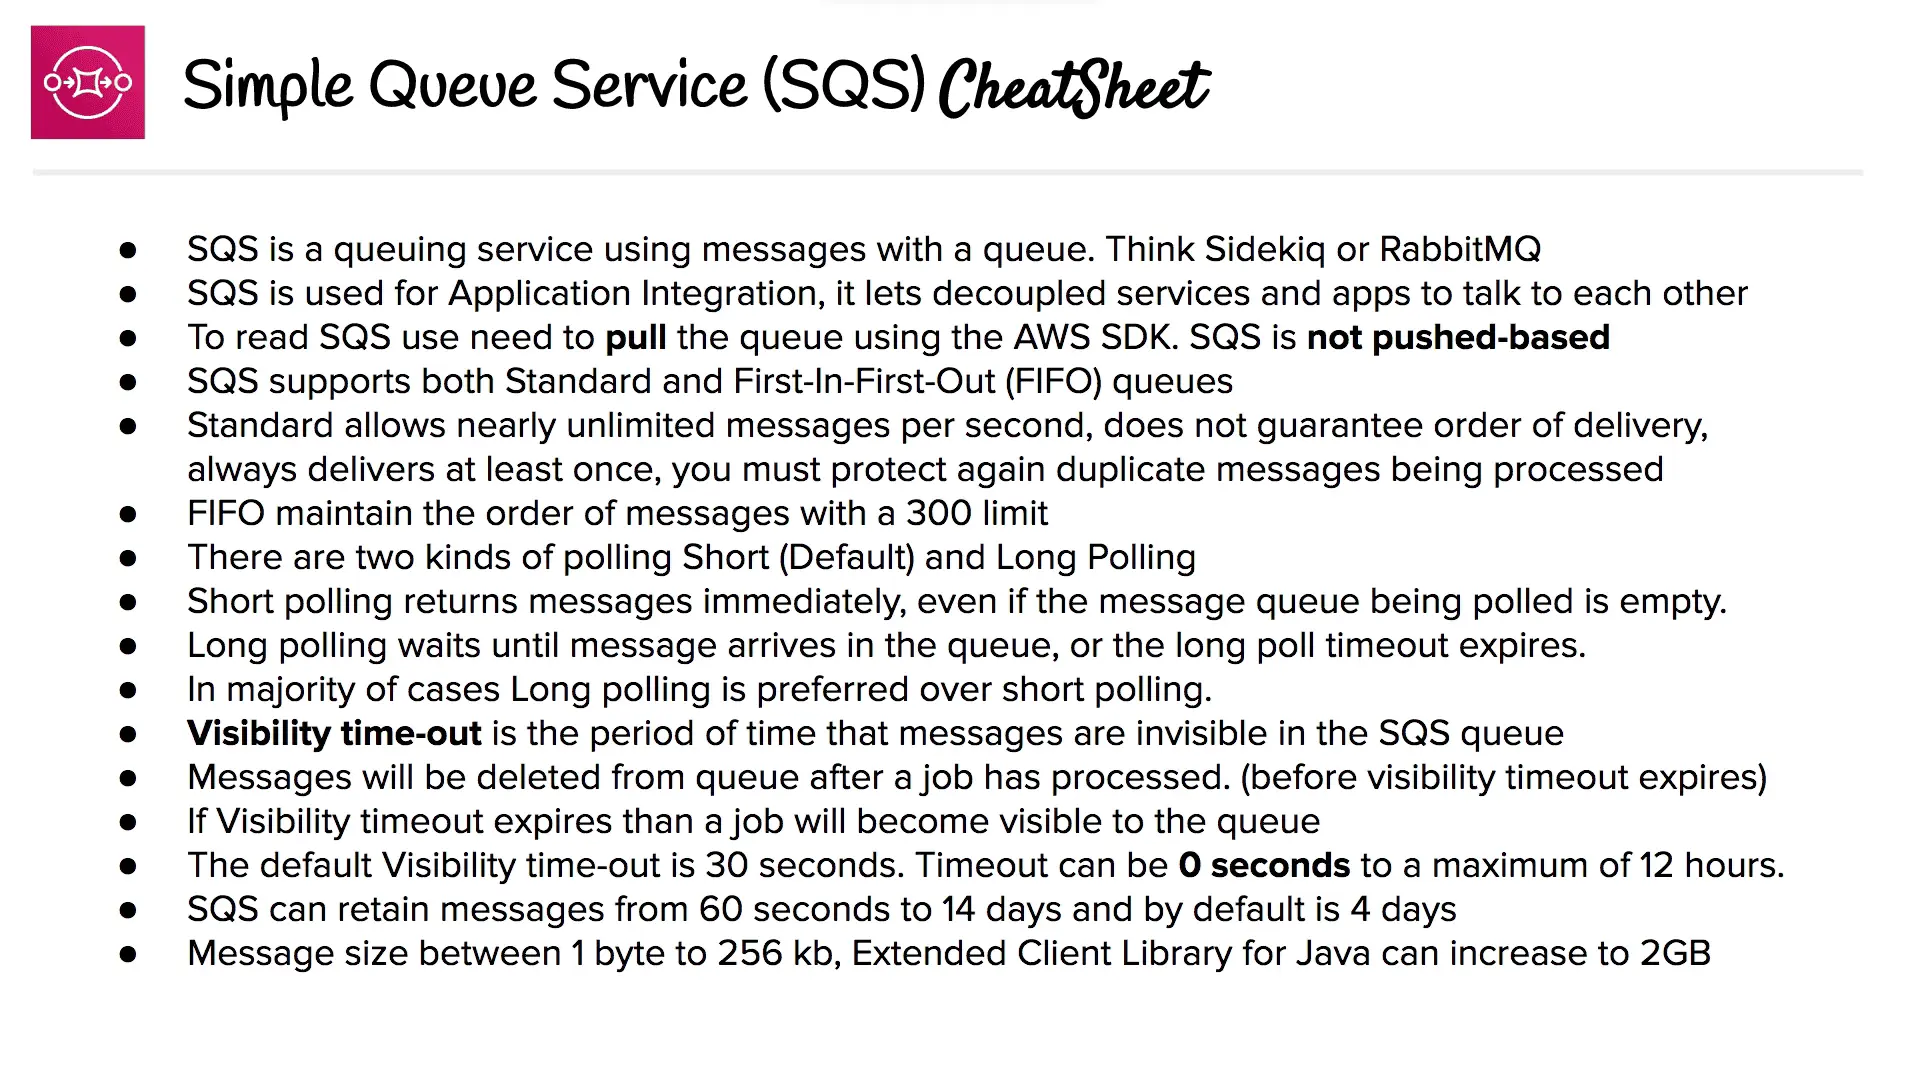 Simple Queue Service (SQS) CheatSheet
● SQS is a queuing service using messages with a queue. Think Sidekiq or RabbitMQ
● SQS is used for Application Integration, it lets decoupled services and apps to talk to each other
● To read SQS use need to pull the queue using the AWS SDK. SQS is not pushed-based
● SQS supports both Standard and First-In-First-Out (FIFO) queues
● Standard allows nearly unlimited messages per second, does not guarantee order of delivery,
always delivers at least once, you must protect again duplicate messages being processed
● FIFO maintain the order of messages with a 300 limit
● There are two kinds of polling Short (Default) and Long Polling
● Short polling returns messages immediately, even if the message queue being polled is empty.
● Long polling waits until message arrives in the queue, or the long poll timeout expires.
● In majority of cases Long polling is preferred over short polling.
● Visibility time-out is the period of time that messages are invisible in the SQS queue
● Messages will be deleted from queue after a job has processed. (before visibility timeout expires)
● If Visibility timeout expires than a job will become visible to the queue
● The default Visibility time-out is 30 seconds. Timeout can be 0 seconds to a maximum of 12 hours.
● SQS can retain messages from 60 seconds to 14 days and by default is 4 days
● Message size between 1 byte to 256 kb, Extended Client Library for Java can increase to 2GB